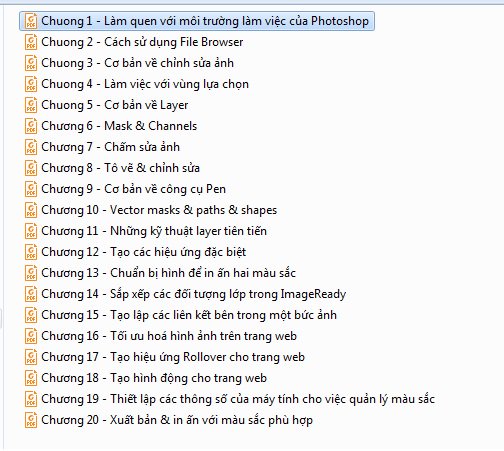 Chuong 1 - Làm quen với môi trường làm việc của Photoshop
Chuong 2 - Cách sử dụng File Browser
Chuong 3 - Cơ bản về chỉnh sửa ảnh
Chuong 4 - Làm việc với vùng lựa chọn
Chuong 5 - Cơ bản về Layer
Chương 6 - Mask & Channels
Chương 7 - Chấm sửa ảnh
Chương 8 - Tô vẽ & chỉnh sửa
Chương 9 - Cơ bản về công cụ Pen
Chương 10 - Vector masks & paths & shapes
Chương 11 - Những kỹ thuật layer tiên tiến
Chương 12 - Tạo các hiệu ứng đặc biệt
Chương 13 - Chuẩn bị hình để in ấn hai màu sắc
Chương 14 - Sắp xếp các đối tượng lớp trong ImageReady
Chương 15 - Tạo lập các liên kết bên trong một bức ảnh
Chương 16 - Tối ưu hoá hình ảnh trên trang web
Chương 17 - Tạo hiệu ứng Rollover cho trang web
Chương 18 - Tạo hình động cho trang web
Chương 19 - Thiết lập các thông số của máy tính cho việc quản lý màu sắc
Chương 20 - Xuất bản & in ấn với màu sắc phù hợp